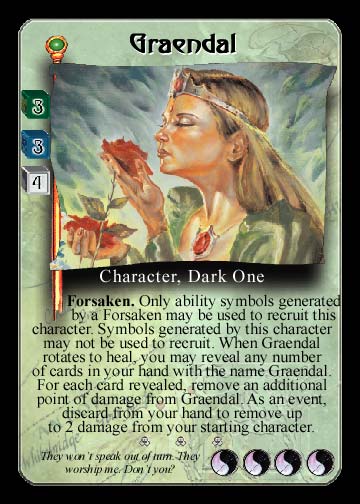 Graendal
3
3
4
Character, Dark One
Forsaken. Only ability symbols generated
by a Forsaken may be used to recruit this
character. Symbols generated by this character
may not be used to recruit. When Graendal
rotates to heal, you may reveal any number
of cards in your hand with the name Graendal.
For each card revealed, remove an additional
point of damage from Graendal. As an event,
discard from your hand to remove up
to 2 damage from your starting character.
They won't speak out of turn. They
worship me. Don't you?